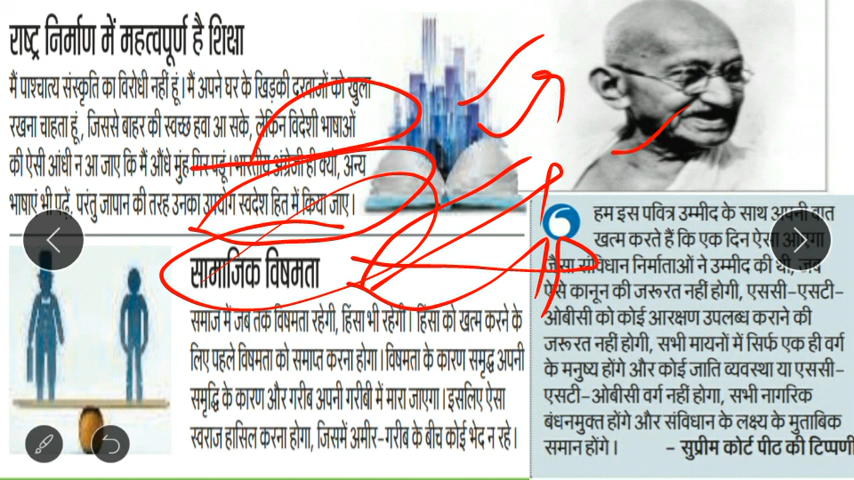 राष्ट्र निर्माण में महत्वपूर्ण है शिक्षा
मैं पाश्चात्य संस्कृति का विरोधी नहीं हूं। मैं अपने घर के खिड़की दरवाजों को खुला
रखना चाहता हूं, जिससे बाहर की स्वच्छ हवा आ सके, लेकिन विदेशी भाषाओं
की ऐसी आंधी न आ जाए कि मैं औंधे मुंह गिर पडूं। भारतीय अंग्रेजी ही क्यों, अन्य
भाषाएं भी पढ़ें, परंतु जापान की तरह उनका उपयोग स्वदेश हित में किया जाए।
सामाजिक विषमता
समाज में जब तक विषमता रहेगी, हिंसा भी रहेगी। हिंसा को खत्म करने के
लिए पहले विषमता को समाप्त करना होगा। विषमता के कारण समृद्ध अपनी
समृद्धि के कारण और गरीब अपनी गरीबी में मारा जाएगा। इसलिए ऐसा
स्वराज हासिल करना होगा, जिसमें अमीर-गरीब के बीच कोई भेद न रहे।
हम इस पवित्र उम्मीद के साथ अपनी बात
खत्म करते हैं कि एक दिन ऐसा आएगा
जैसा संविधान निर्माताओं ने उम्मीद की थी, जब
ऐसे कानून की जरूरत नहीं होगी, एससी-एसटी-
ओबीसी को कोई आरक्षण उपलब्ध कराने की
जरूरत नहीं होगी, सभी मायनों में सिर्फ एक ही वर्ग
के मनुष्य होंगे और कोई जाति व्यवस्था या एससी-
एसटी-ओबीसी वर्ग नहीं होगा, सभी नागरिक
बंधनमुक्त होंगे और संविधान के लक्ष्य के मुताबिक
समान होंगे। - सुप्रीम कोर्ट पीठ की टिप्पणी